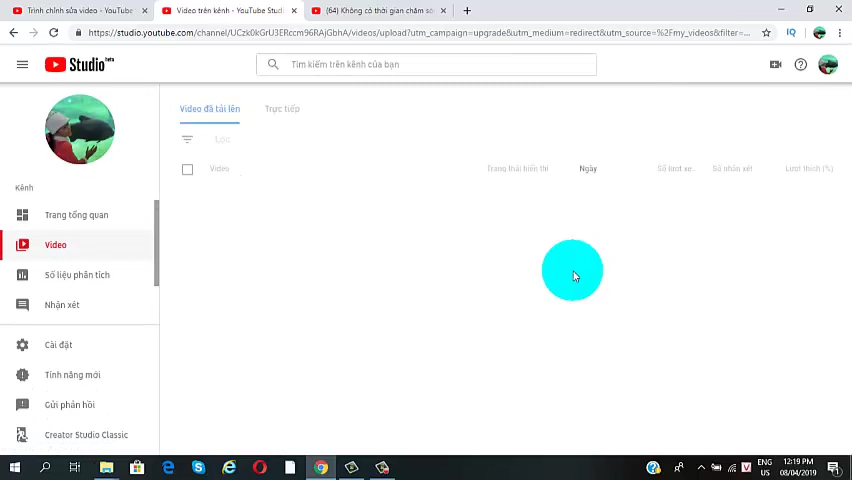 Trình chỉnh sửa video - YouTube
Video trên kênh - YouTube Studi
(64) Không có thời gian chăm só
https://studio.youtube.com/channel/UCzk0kGrU3ERccm96RAjGbhA/videos/upload?utm_campaign=upgrade&utm_medium=redirect&utm_source=%2Fmy_videos&filter=...
IQ
Studio beta
Tìm kiếm trên kênh của bạn
Video đã tải lên
Trực tiếp
Lọc
Video
Trạng thái hiển thị
Ngày
Số lượt xe...
Số nhận xét
Lượt thích (%)
Kênh
Trang tổng quan
Video
Số liệu phân tích
Nhận xét
Cài đặt
Tính năng mới
Gửi phản hồi
Creator Studio Classic
ENG
US
12:19 PM
08/04/2019